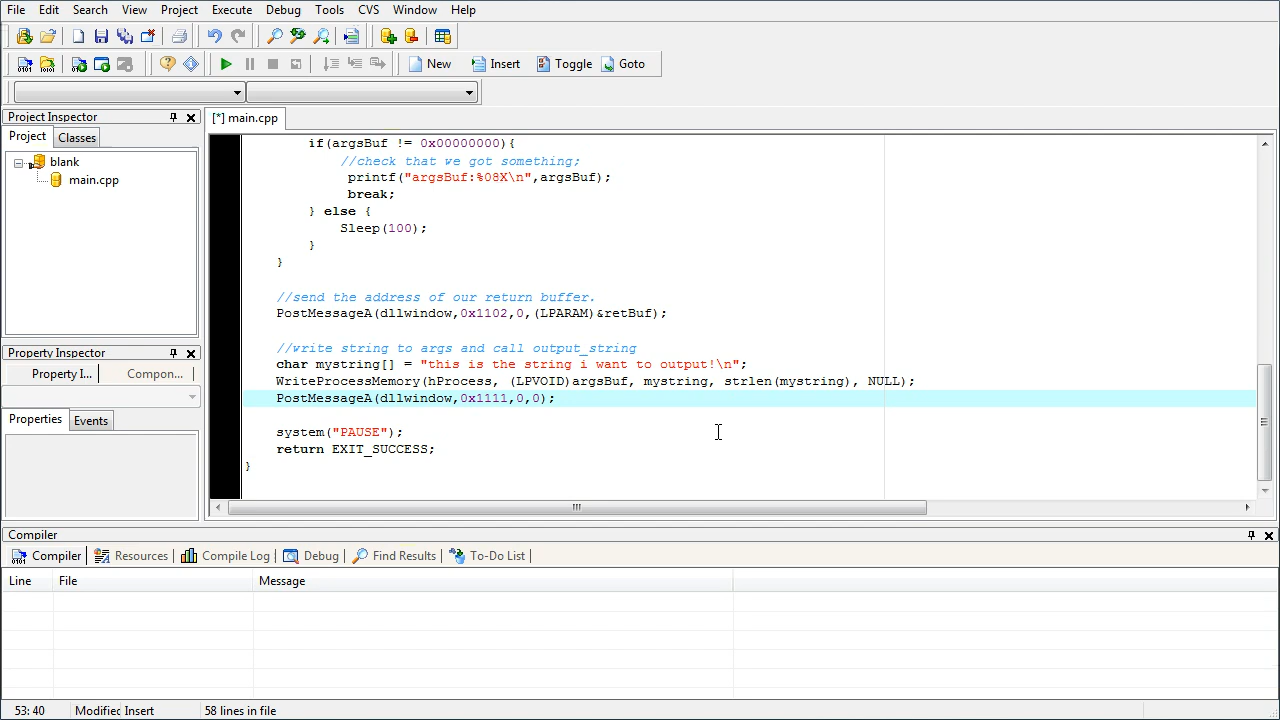 File Edit Search View Project Execute Debug Tools CVS Window Help
New Insert Toggle Goto
Project Inspector
[*] main.cpp
Project Classes
if(argsBuf != 0x00000000){
//check that we got something;
blank
printf("argsBuf:%08X\n",argsBuf);
main.cpp
break;
} else {
Sleep(100);
}
}
//send the address of our return buffer.
PostMessageA(dllwindow,0x1102,0,(LPARAM)&retBuf);
//write string to args and call output_string
Property Inspector
char mystring[] = "this is the string i want to output!\n";
Property I... Compon...
WriteProcessMemory(hProcess, (LPVOID)argsBuf, mystring, strlen(mystring), NULL);
PostMessageA(dllwindow,0x1111,0,0);
Properties Events
system("PAUSE");
return EXIT_SUCCESS;
}
Compiler
Compiler Resources Compile Log Debug Find Results To-Do List
Line File Message
53: 40 Modified Insert 58 lines in file